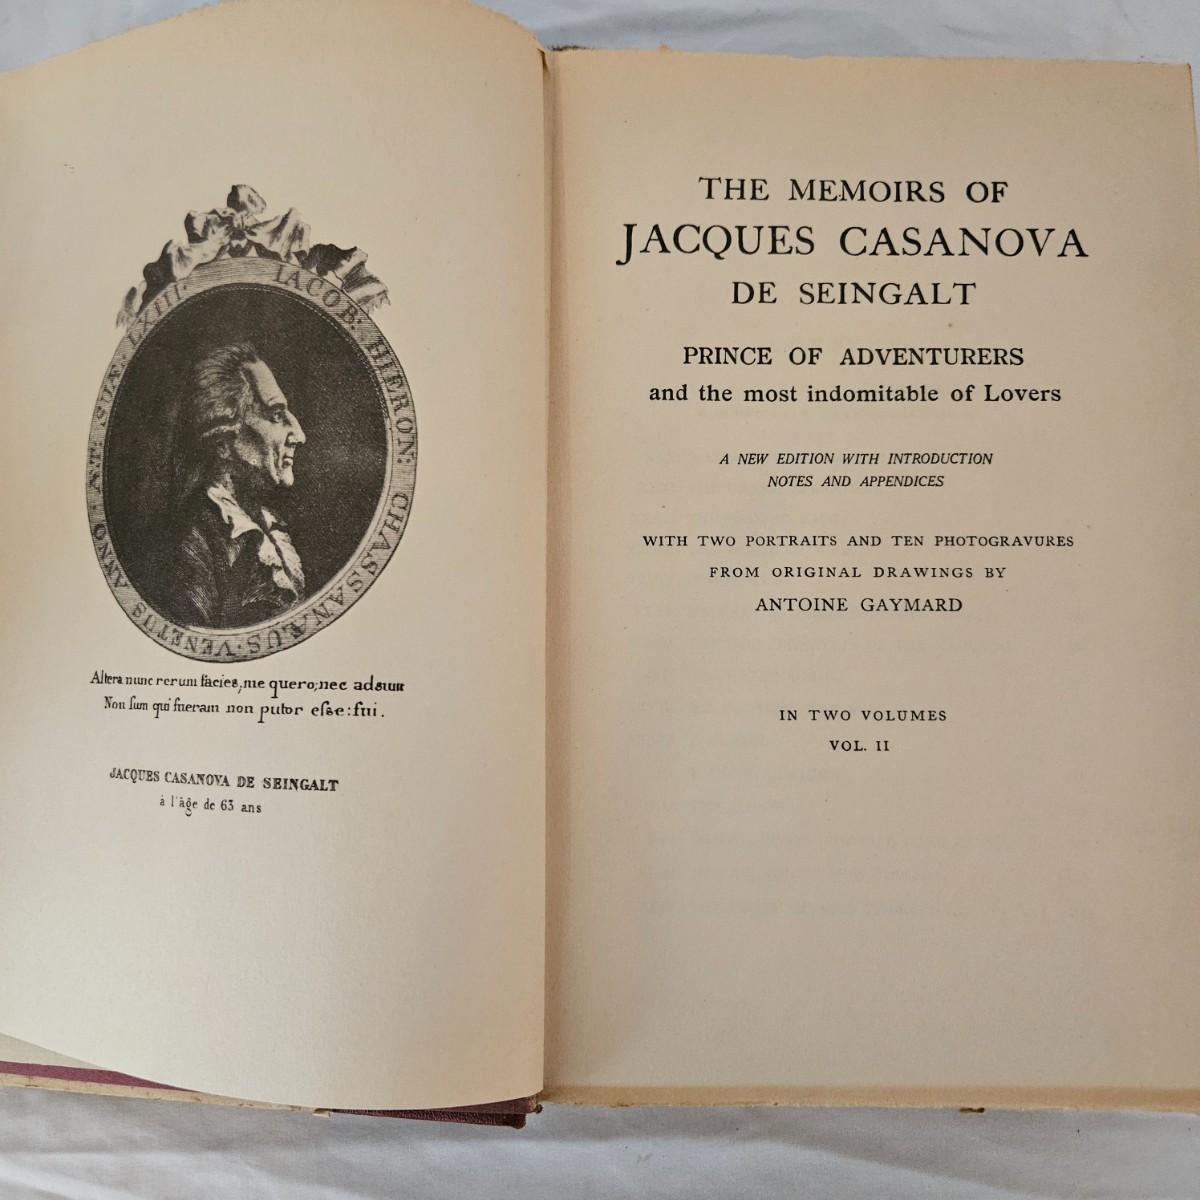 IACOB: HIERON: CHASSANÆUS · VENETUS ANNO · ÆT: SUÆ · LXIII ·
Altera nunc rerum facies, me quero; nec adsum
Non sum qui fueram non putor esse: fui.
JACQUES CASANOVA DE SEINGALT
à l'âge de 63 ans
THE MEMOIRS OF
JACQUES CASANOVA
DE SEINGALT
PRINCE OF ADVENTURERS
and the most indomitable of Lovers
A NEW EDITION WITH INTRODUCTION
NOTES AND APPENDICES
WITH TWO PORTRAITS AND TEN PHOTOGRAVURES
FROM ORIGINAL DRAWINGS BY
ANTOINE GAYMARD
IN TWO VOLUMES
VOL. II